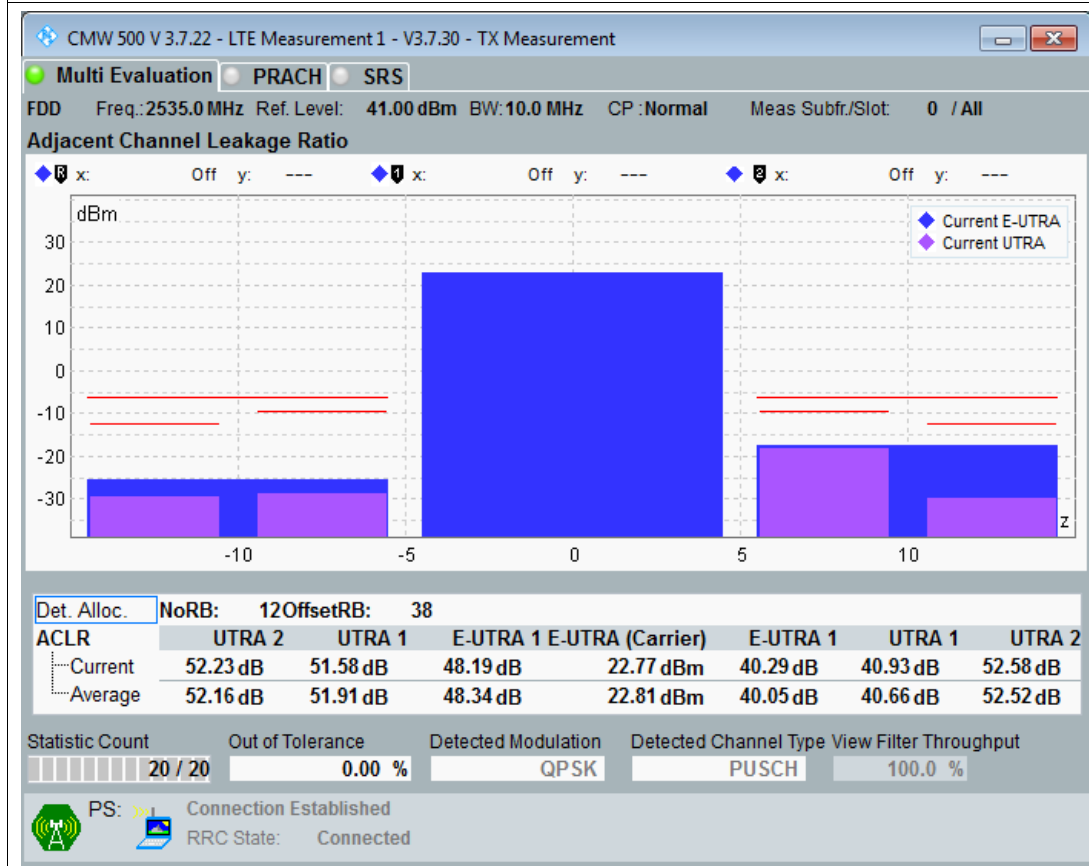 CMW 500 V 3.7.22 - LTE Measurement 1 - V3.7.30 - TX Measurement
Multi Evaluation PRACH SRS
FDD Freq.: 2535.0 MHz Ref. Level: 41.00 dBm BW: 10.0 MHz CP : Normal Meas Subfr./Slot: 0 / All
Adjacent Channel Leakage Ratio
R x: Off y: --- 1 x: Off y: --- 2 x: Off y: ---
dBm
Current E-UTRA
Current UTRA
30
20
10
0
-10
-20
-30
z
-10 -5 0 5 10
Det. Alloc. NoRB: 12 OffsetRB: 38
ACLR UTRA 2 UTRA 1 E-UTRA 1 E-UTRA (Carrier) E-UTRA 1 UTRA 1 UTRA 2
Current 52.23 dB 51.58 dB 48.19 dB 22.77 dBm 40.29 dB 40.93 dB 52.58 dB
Average 52.16 dB 51.91 dB 48.34 dB 22.81 dBm 40.05 dB 40.66 dB 52.52 dB
Statistic Count Out of Tolerance Detected Modulation Detected Channel Type View Filter Throughput
20 / 20 0.00 % QPSK PUSCH 100.0 %
PS: Connection Established
RRC State: Connected